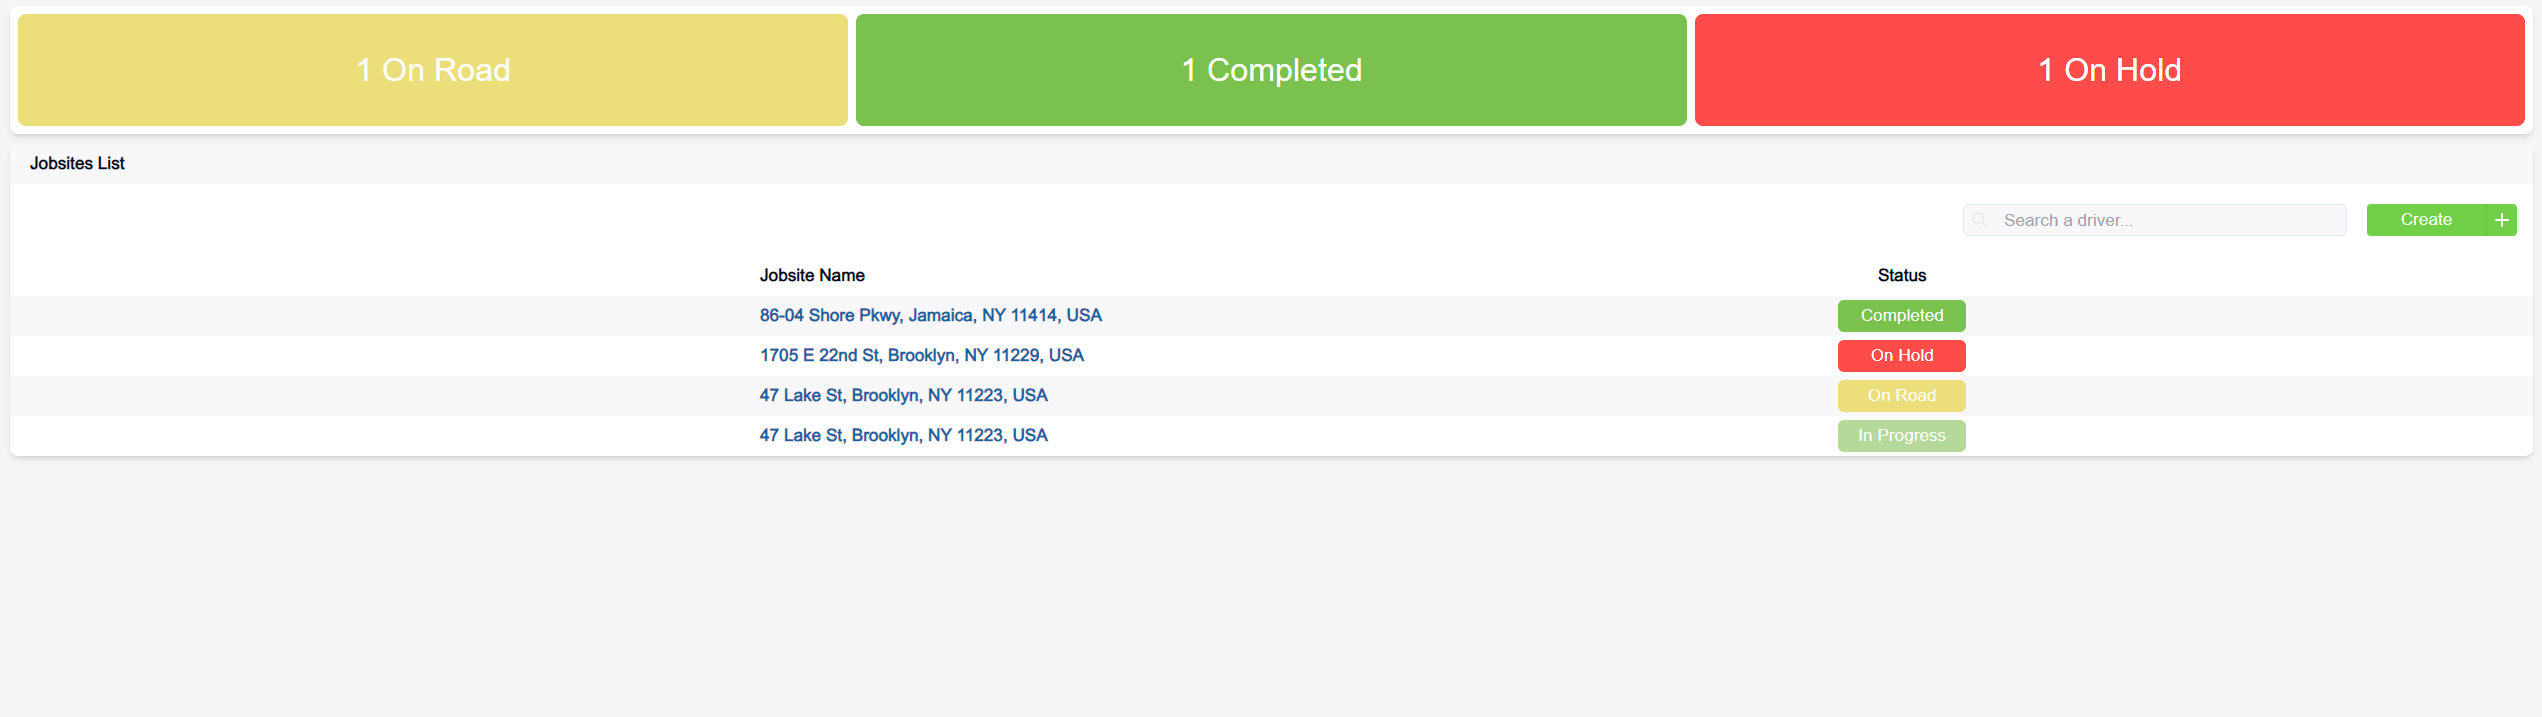 1 On Road
1 Completed
1 On Hold
Jobsites List
Search a driver...
Create
Jobsite Name Status
86-04 Shore Pkwy, Jamaica, NY 11414, USA Completed
1705 E 22nd St, Brooklyn, NY 11229, USA On Hold
47 Lake St, Brooklyn, NY 11223, USA On Road
47 Lake St, Brooklyn, NY 11223, USA In Progress